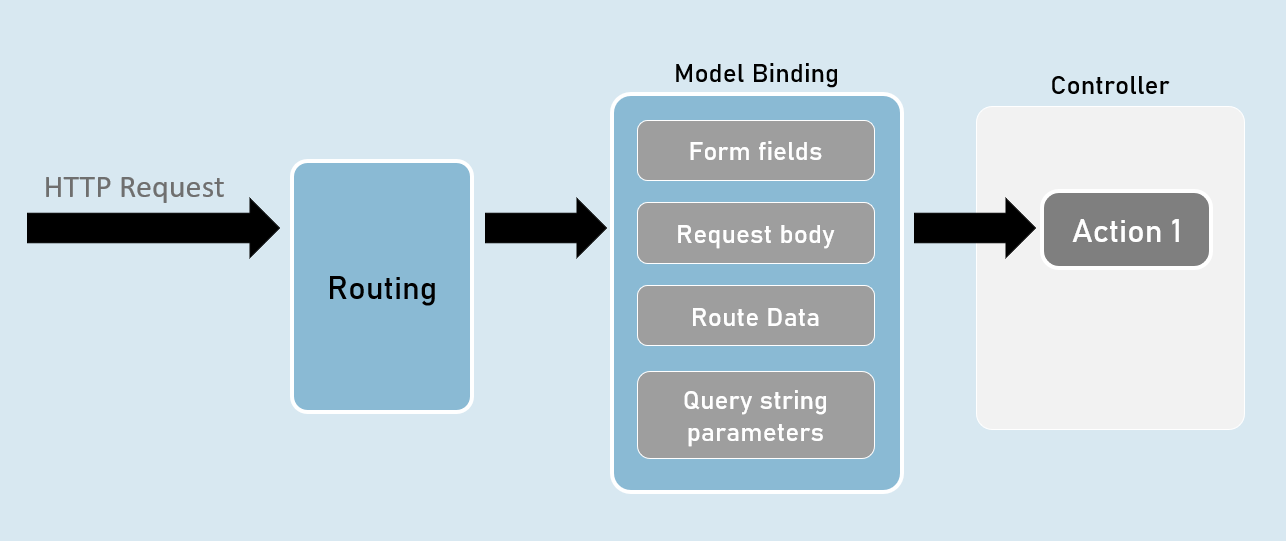 HTTP Request
Routing
Model Binding
Form fields
Request body
Route Data
Query string
parameters
Controller
Action 1